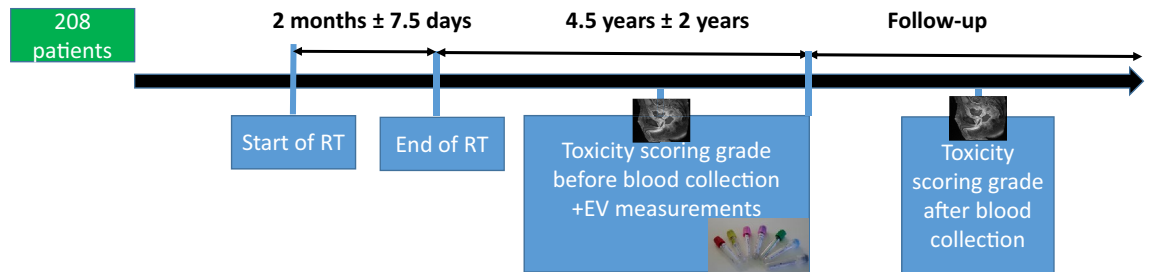 208
patients
2 months ± 7.5 days
4.5 years ± 2 years
Follow-up
Start of RT
End of RT
Toxicity scoring grade
before blood collection
+EV measurements
Toxicity
scoring grade
after blood
collection